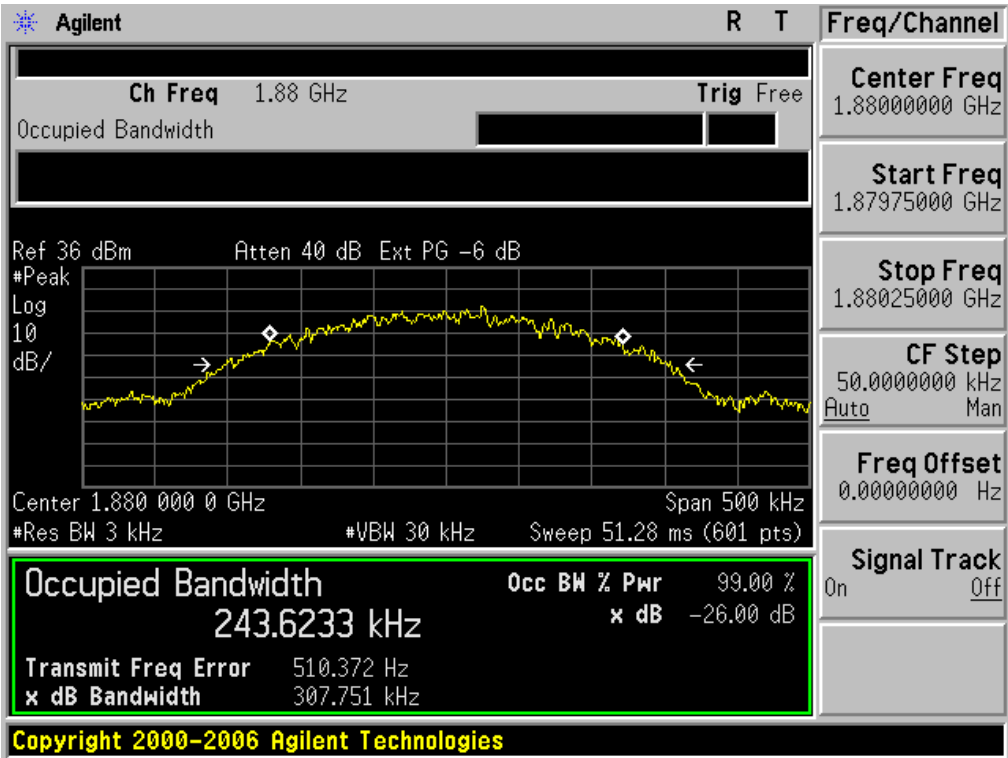 Agilent R T
Ch Freq 1.88 GHz Trig Free
Occupied Bandwidth
Ref 36 dBm Atten 40 dB Ext PG -6 dB
#Peak
Log
10
dB/
Center 1.880 000 0 GHz Span 500 kHz
#Res BW 3 kHz #VBW 30 kHz Sweep 51.28 ms (601 pts)
Occupied Bandwidth Occ BW % Pwr 99.00 %
243.6233 kHz x dB -26.00 dB
Transmit Freq Error 510.372 Hz
x dB Bandwidth 307.751 kHz
Copyright 2000-2006 Agilent Technologies
Freq/Channel
Center Freq
1.88000000 GHz
Start Freq
1.87975000 GHz
Stop Freq
1.88025000 GHz
CF Step
50.0000000 kHz
Auto Man
Freq Offset
0.00000000 Hz
Signal Track
On Off